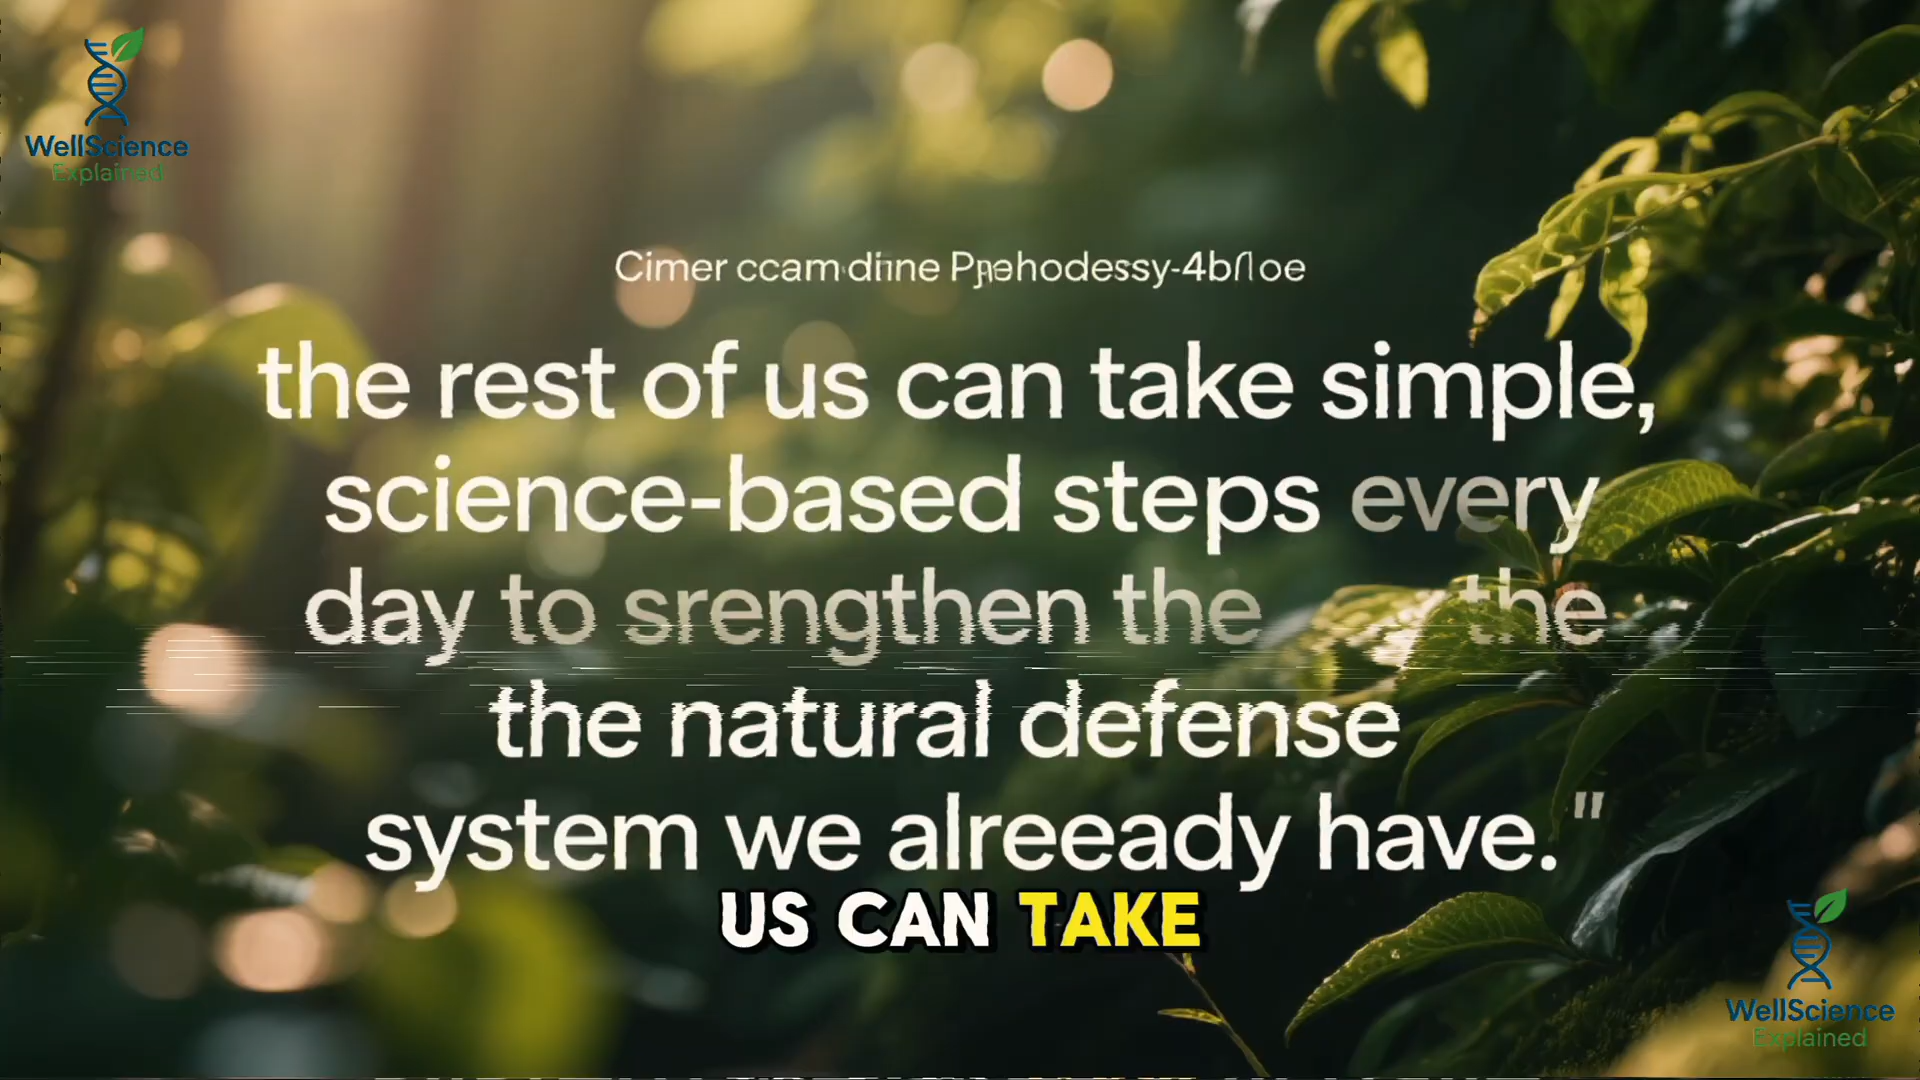 WellScience
Explained
the rest of us can take simple,
science-based steps every
day to srengthen the the
the natural defense
system we alreeady have."
US CAN TAKE
WellScience
Explained